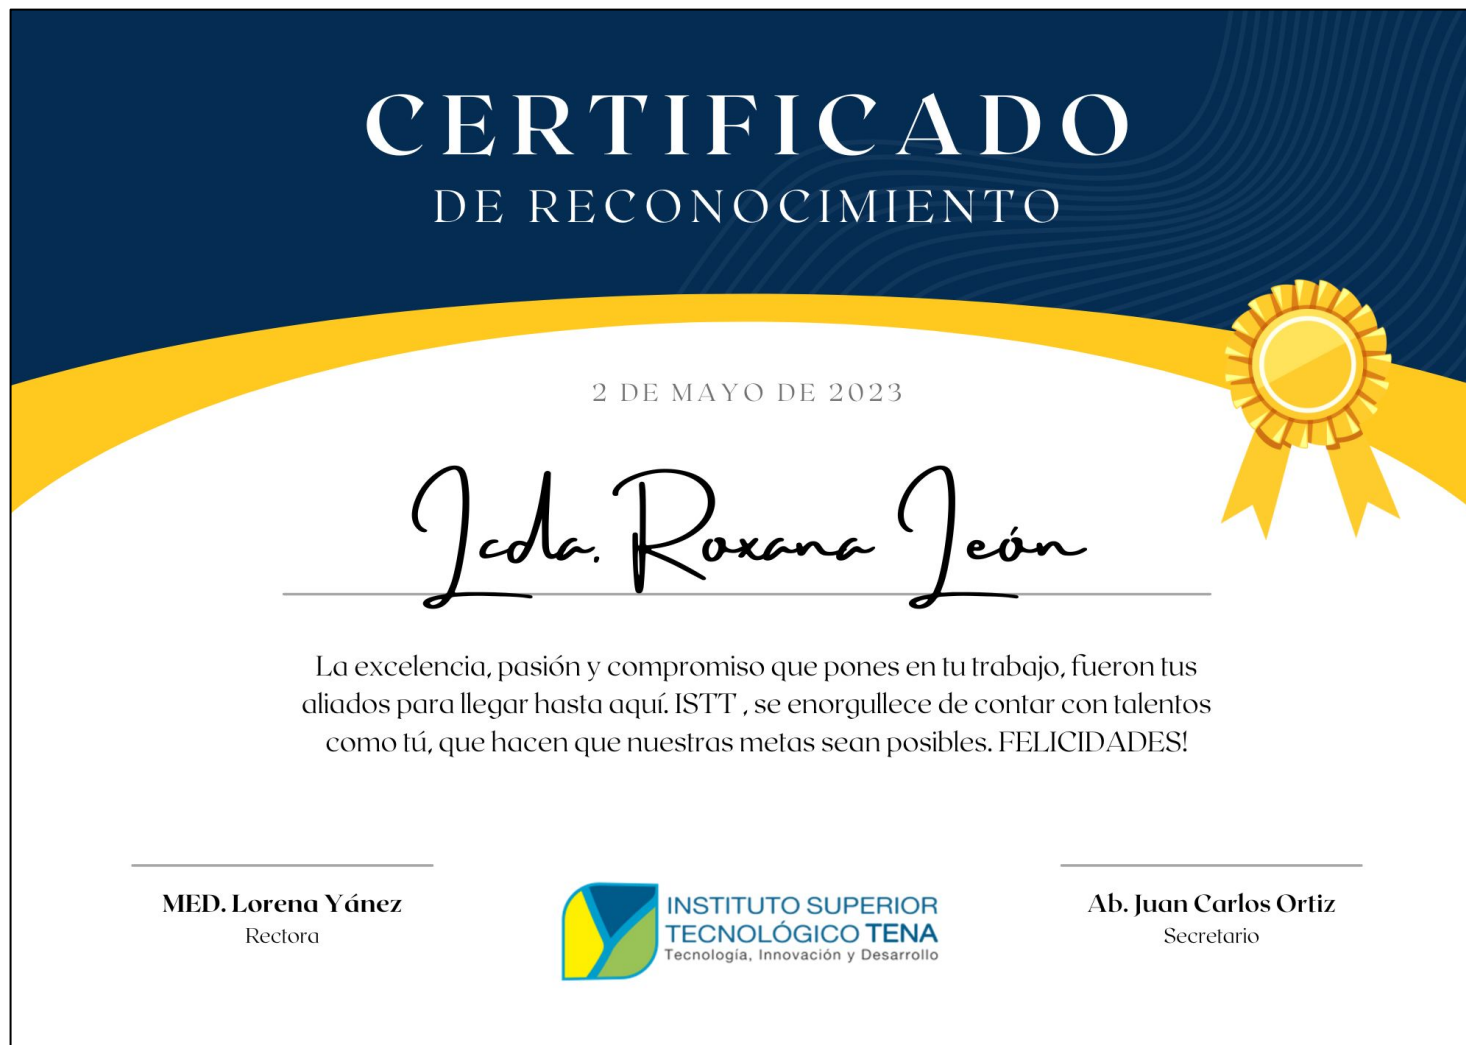 CERTIFICADO
DE RECONOCIMIENTO
2 DE MAYO DE 2023
Lcda. Roxana León
La excelencia, pasión y compromiso que pones en tu trabajo, fueron tus
aliados para llegar hasta aquí. ISTT , se enorgullece de contar con talentos
como tú, que hacen que nuestras metas sean posibles. FELICIDADES!
MED. Lorena Yánez
Rectora
INSTITUTO SUPERIOR
TECNOLÓGICO TENA
Tecnología, Innovación y Desarrollo
Ab. Juan Carlos Ortiz
Secretario